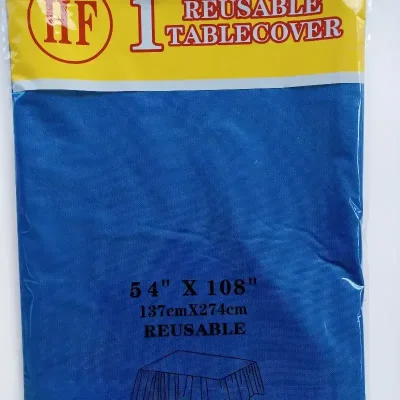 HF
1
REUSABLE
TABLECOVER
54" X 108"
137cmX274cm
REUSABLE